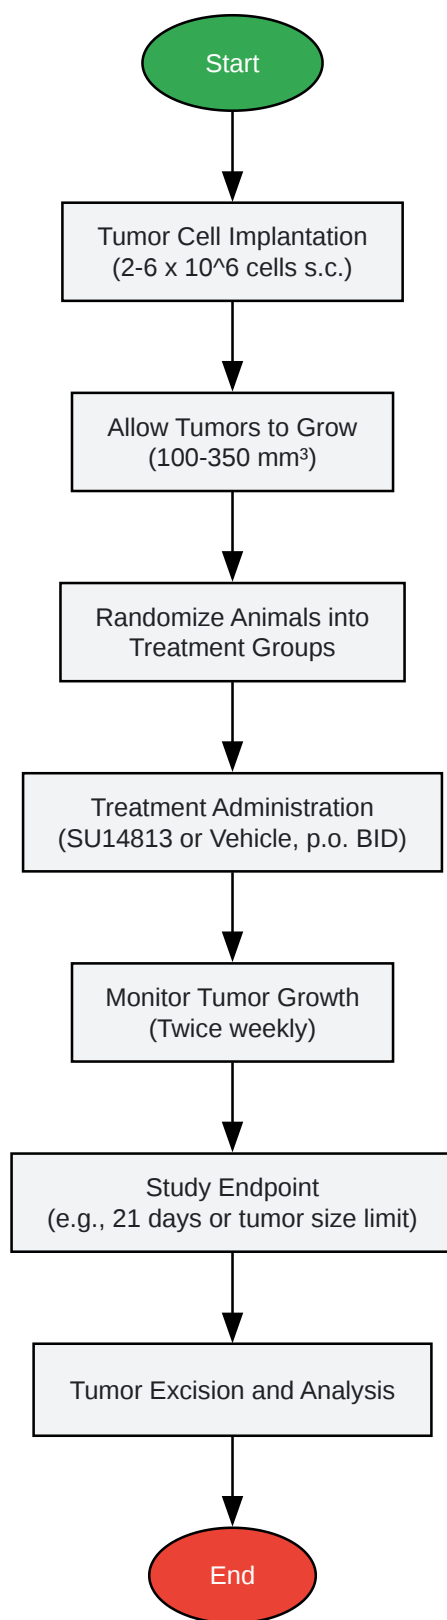 Start
Tumor Cell Implantation
(2-6 x 10^6 cells s.c.)
Allow Tumors to Grow
(100-350 mm³)
Randomize Animals into
Treatment Groups
Treatment Administration
(SU14813 or Vehicle, p.o. BID)
Monitor Tumor Growth
(Twice weekly)
Study Endpoint
(e.g., 21 days or tumor size limit)
Tumor Excision and Analysis
End